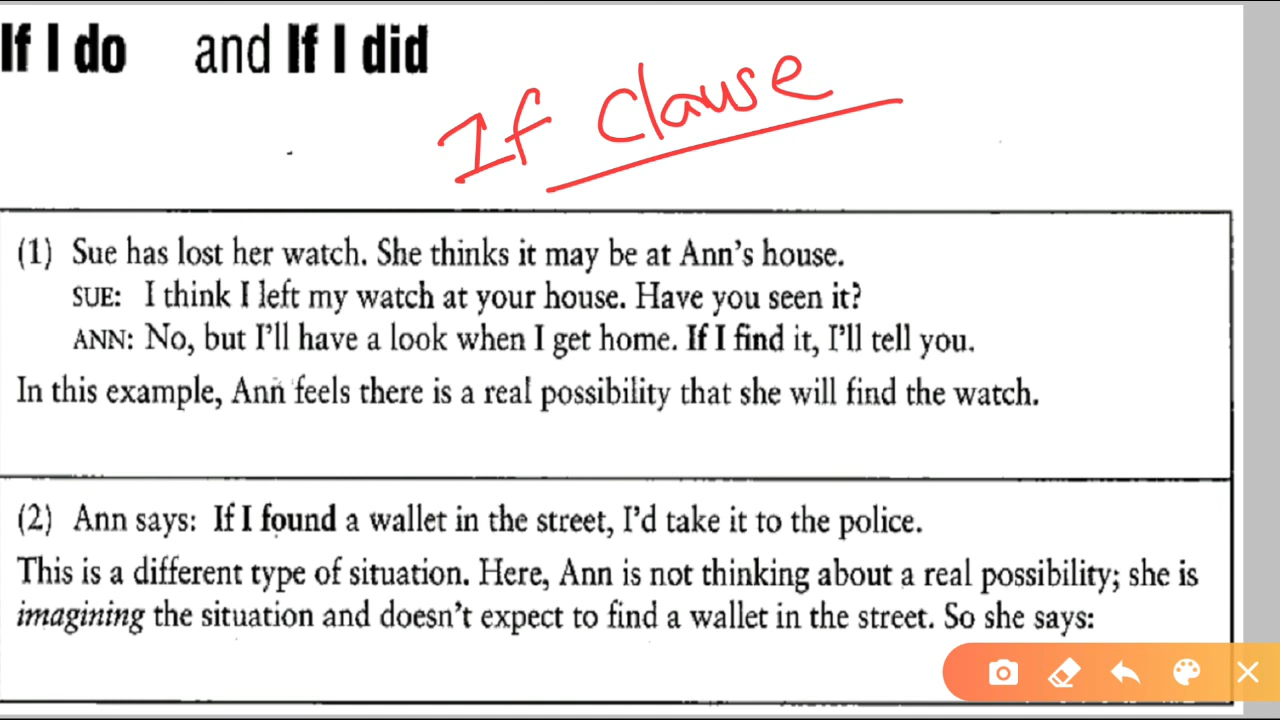 If I do and If I did
If Clause
(1) Sue has lost her watch. She thinks it may be at Ann's house.
SUE: I think I left my watch at your house. Have you seen it?
ANN: No, but I'll have a look when I get home. If I find it, I'll tell you.
In this example, Ann feels there is a real possibility that she will find the watch.
(2) Ann says: If I found a wallet in the street, I'd take it to the police.
This is a different type of situation. Here, Ann is not thinking about a real possibility; she is
imagining the situation and doesn't expect to find a wallet in the street. So she says: